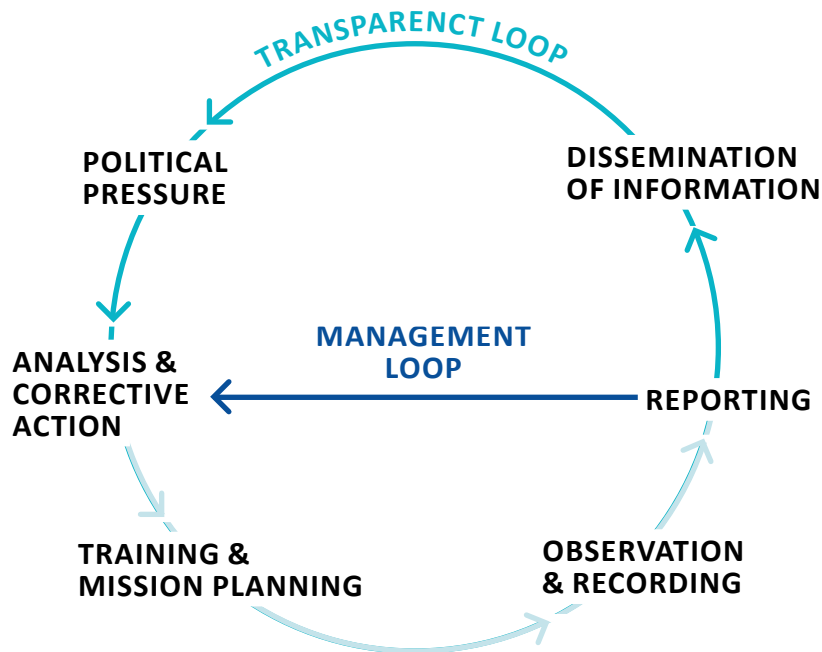 TRANSPARENCT LOOP
POLITICAL
PRESSURE
DISSEMINATION
OF INFORMATION
MANAGEMENT
LOOP
ANALYSIS &
CORRECTIVE
ACTION
REPORTING
TRAINING &
MISSION PLANNING
OBSERVATION
& RECORDING